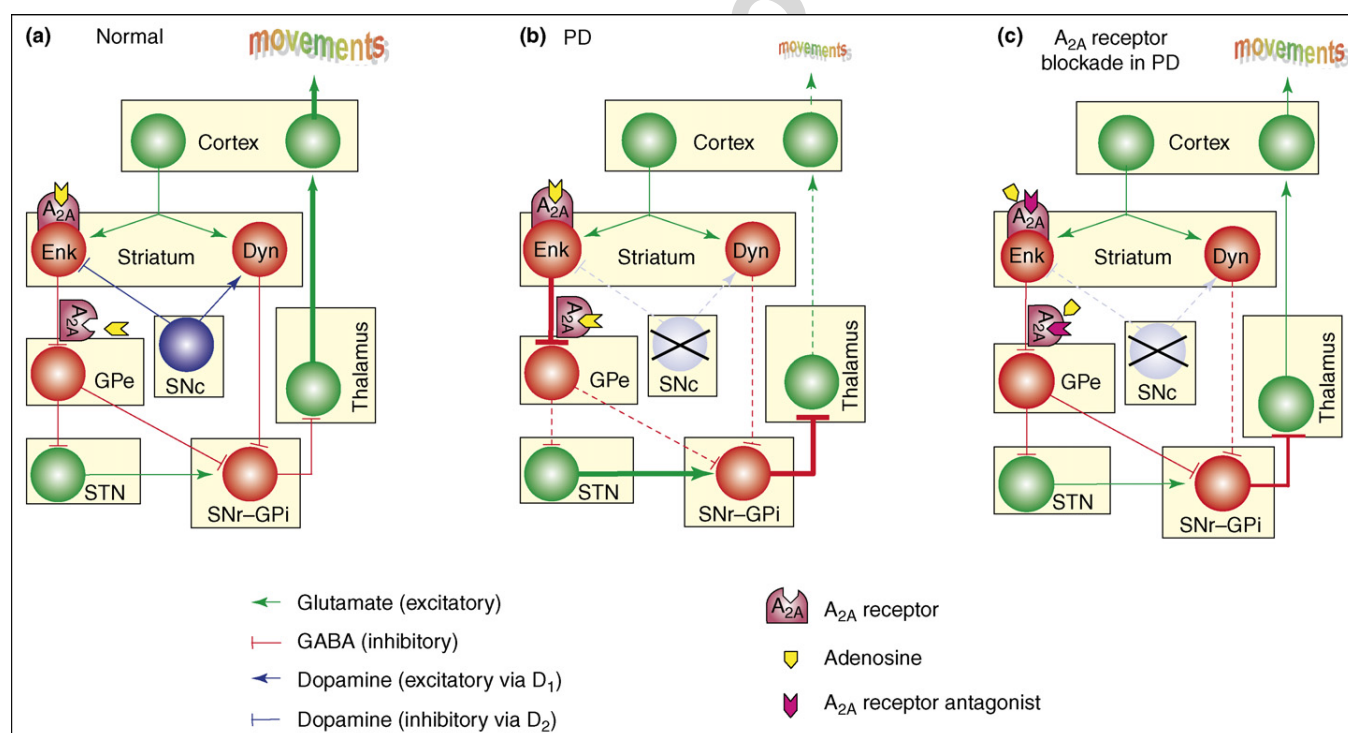 (a) Normal
movements
Cortex
A2A
Enk
Striatum
Dyn
A2A
GPe
SNc
Thalamus
STN
SNr–GPi
(b) PD
movements
Cortex
A2A
Enk
Striatum
Dyn
A2A
GPe
SNc
Thalamus
STN
SNr–GPi
(c) A2A receptor
blockade in PD
movements
Cortex
A2A
Enk
Striatum
Dyn
A2A
GPe
SNc
Thalamus
STN
SNr–GPi
Glutamate (excitatory)
GABA (inhibitory)
Dopamine (excitatory via D1)
Dopamine (inhibitory via D2)
A2A
A2A receptor
Adenosine
A2A receptor antagonist